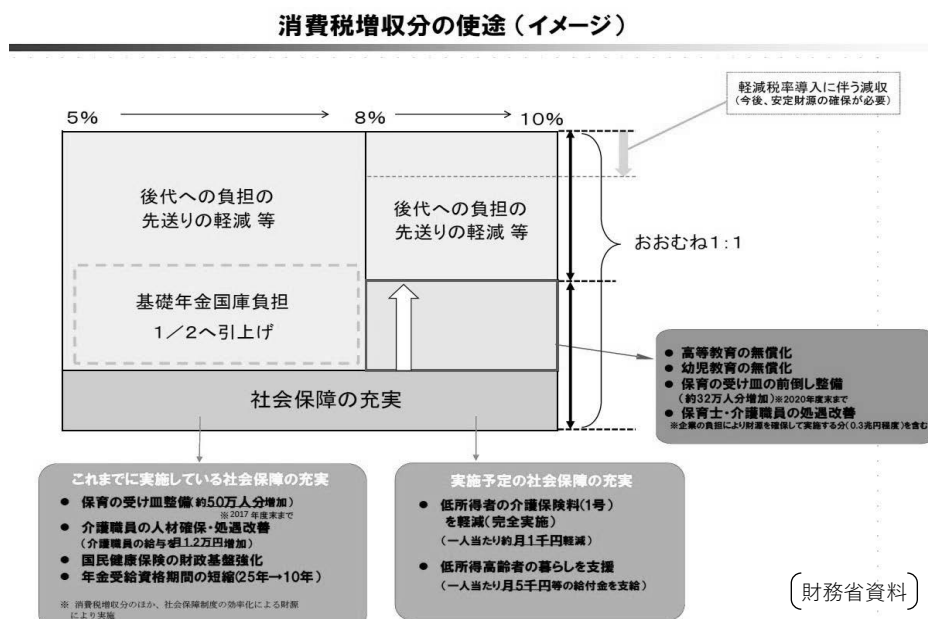 消費税増収分の使途（イメージ）
軽減税率導入に伴う減収
（今後、安定財源の確保が必要）
5% 8% 10%
後代への負担の
先送りの軽減 等
後代への負担の
先送りの軽減 等
おおむね1：1
基礎年金国庫負担
1／2へ引上げ
● 高等教育の無償化
● 幼児教育の無償化
● 保育の受け皿の前倒し整備
（約32万人分増加）※2020年度末まで
● 保育士・介護職員の処遇改善
※企業の負担により財源を確保して実施する分（0.3兆円程度）を含む
社会保障の充実
これまでに実施している社会保障の充実
● 保育の受け皿整備（約50万人分増加）
※2017年度末まで
● 介護職員の人材確保・処遇改善
（介護職員の給与を月1.2万円増加）
● 国民健康保険の財政基盤強化
● 年金受給資格期間の短縮（25年→10年）
※ 消費税増収分のほか、社会保障制度の効率化による財源
により実施
実施予定の社会保障の充実
● 低所得者の介護保険料（1号）
を軽減（完全実施）
（一人当たり約月1千円軽減）
● 低所得高齢者の暮らしを支援
（一人当たり月5千円等の給付金を支給）
〔財務省資料〕